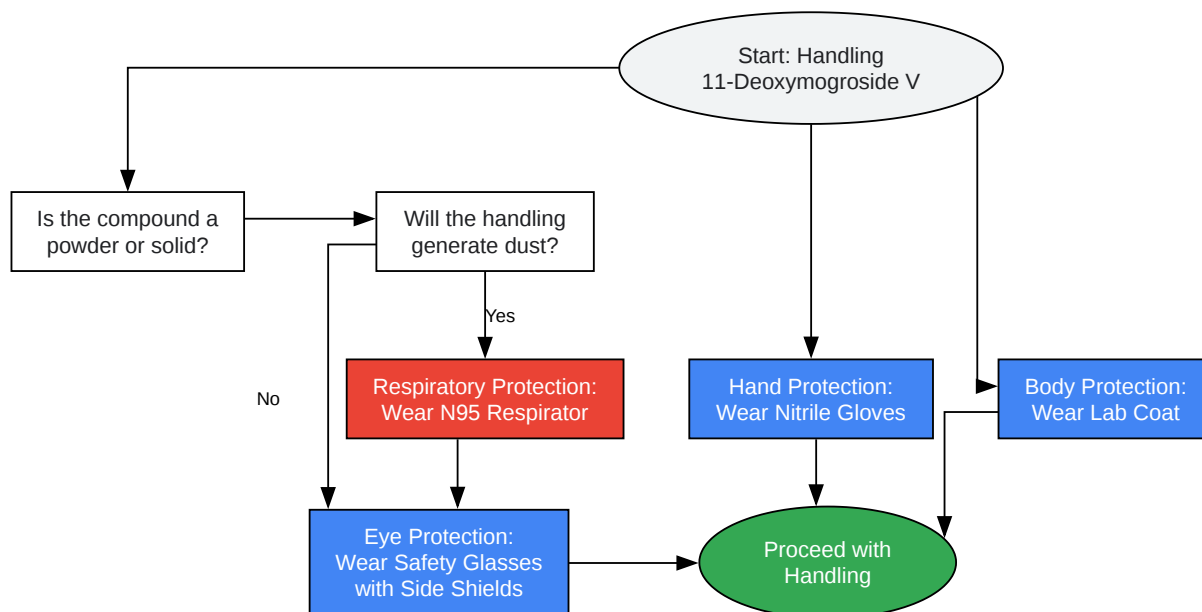 Start: Handling
11-Deoxymogroside V
Is the compound a
powder or solid?
Will the handling
generate dust?
Yes
No
Respiratory Protection:
Wear N95 Respirator
Hand Protection:
Wear Nitrile Gloves
Body Protection:
Wear Lab Coat
Eye Protection:
Wear Safety Glasses
with Side Shields
Proceed with
Handling